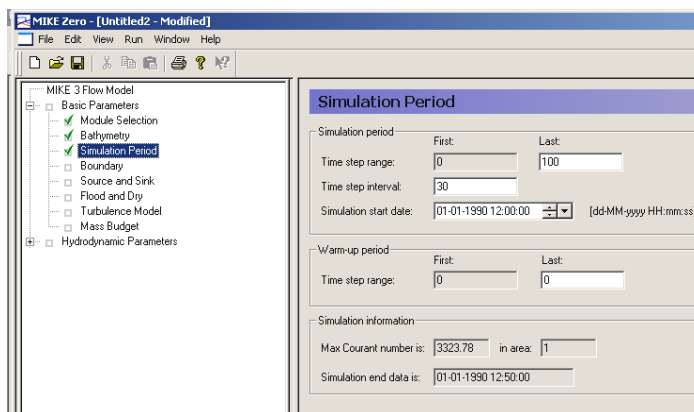 MIKE Zero - [Untitled2 - Modified]
File Edit View Run Window Help
MIKE 3 Flow Model
Basic Parameters
Module Selection
Bathymetry
Simulation Period
Boundary
Source and Sink
Flood and Dry
Turbulence Model
Mass Budget
Hydrodynamic Parameters
Simulation Period
Simulation period
First: Last:
Time step range: 0 100
Time step interval: 30
Simulation start date: 01-01-1990 12:00:00 [dd-MM-yyyy HH:mm:ss
Warm-up period
First: Last:
Time step range: 0 0
Simulation information
Max Courant number is: 3323.78 in area: 1
Simulation end data is: 01-01-1990 12:50:00